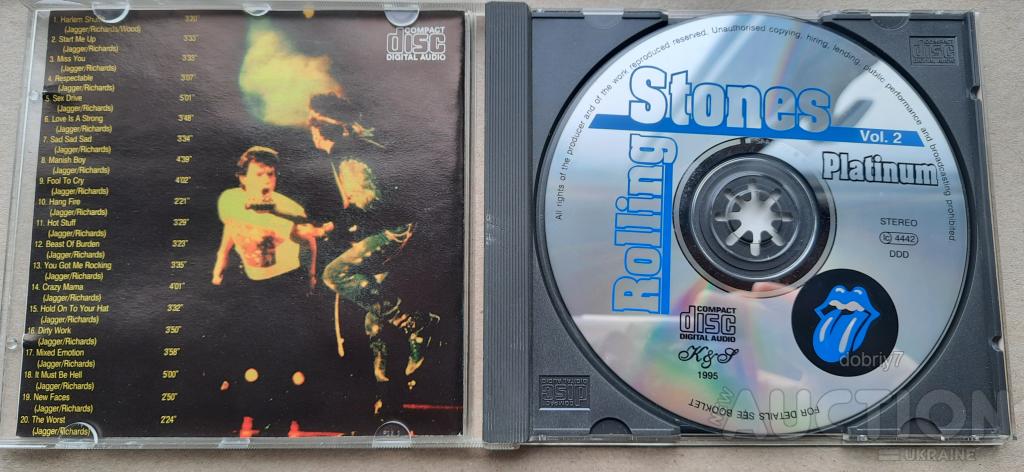 1. Harlem Shuffle 3'20"
(Jagger/Richards/Wood)
2. Start Me Up 3'33"
(Jagger/Richards)
3. Miss You 3'33"
(Jagger/Richards)
4. Respectable 3'07"
(Jagger/Richards)
5. Sex Drive 5'01"
(Jagger/Richards)
6. Love Is A Strong 3'48"
(Jagger/Richards)
7. Sad Sad Sad 3'34"
(Jagger/Richards)
8. Manish Boy 4'39"
(Jagger/Richards)
9. Fool To Cry 4'02"
(Jagger/Richards)
10. Hang Fire 2'21"
(Jagger/Richards)
11. Hot Stuff 3'29"
(Jagger/Richards)
12. Beast Of Burden 3'23"
(Jagger/Richards)
13. You Got Me Rocking 3'35"
(Jagger/Richards)
14. Crazy Mama 4'01"
(Jagger/Richards)
15. Hold On To Your Hat 3'32"
(Jagger/Richards)
16. Dirty Work 3'50"
(Jagger/Richards)
17. Mixed Emotion 3'58"
(Jagger/Richards)
18. It Must Be Hell 5'00"
(Jagger/Richards)
19. New Faces 2'50"
(Jagger/Richards)
20. The Worst 2'24"
(Jagger/Richards)
COMPACT
disc
DIGITAL AUDIO
All rights of the producer and of the work reproduced reserved. Unauthorised copying, hiring, lending, public performance and broadcasting prohibited
Rolling
Stones
Vol. 2
Platinum
STEREO
lc 4442
DDD
COMPACT
disc
DIGITAL AUDIO
K&S
1995
FOR DETAILS SEE BOOKLET
COMPACT
disc
DIGITAL AUDIO
COMPACT
disc
DIGITAL AUDIO
dobriy7
AUCTION
UKRAINE